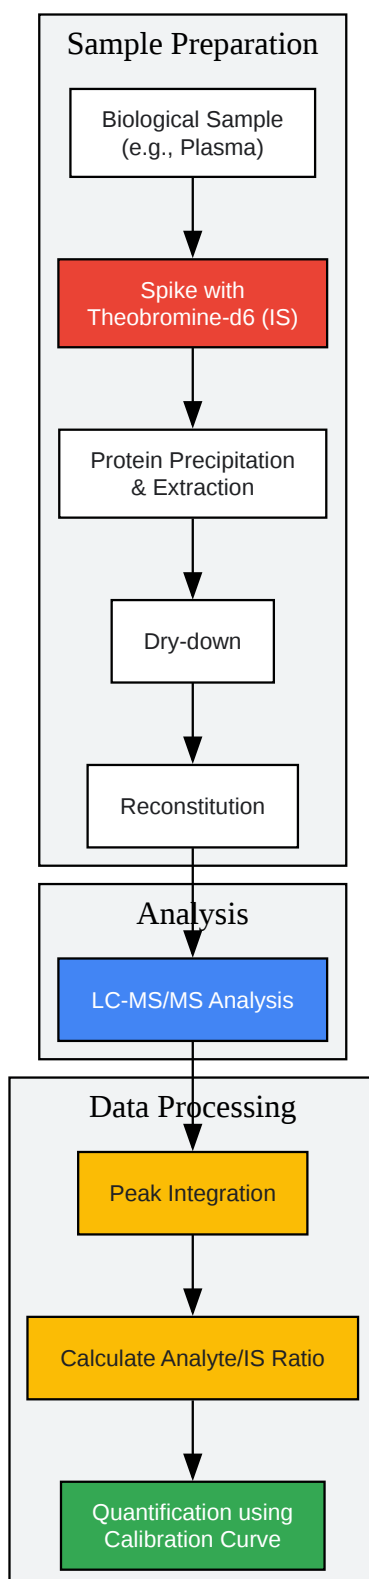 Sample Preparation
Biological Sample
(e.g., Plasma)
Spike with
Theobromine-d6 (IS)
Protein Precipitation
& Extraction
Dry-down
Reconstitution
Analysis
LC-MS/MS Analysis
Data Processing
Peak Integration
Calculate Analyte/IS Ratio
Quantification using
Calibration Curve